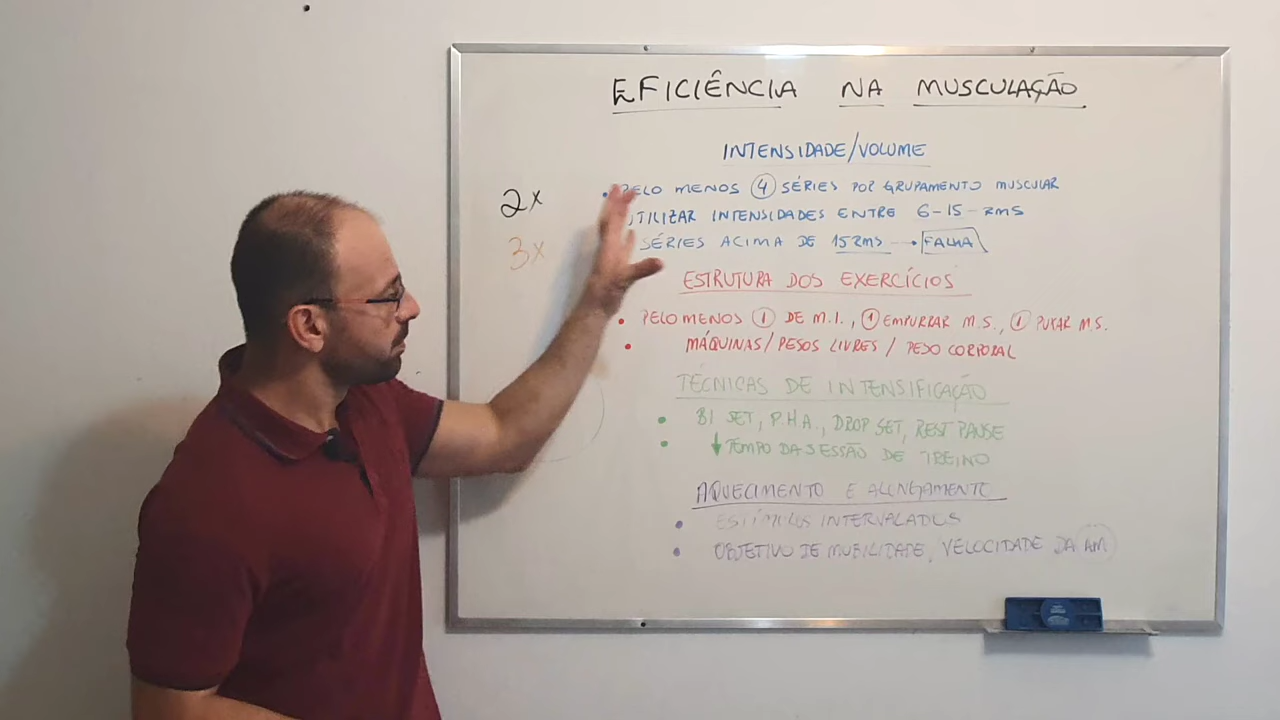 EFICIÊNCIA NA MUSCULAÇÃO
INTENSIDADE/VOLUME
2x
• PELO MENOS 4 SÉRIES POR GRUPAMENTO MUSCULAR
UTILIZAR INTENSIDADES ENTRE 6-15-RMS
3x
SÉRIES ACIMA DE 15RMS → FALHA
ESTRUTURA DOS EXERCÍCIOS
• PELO MENOS 1 DE M.I., 1 EMPURRAR M.S., 1 PUXAR M.S.
• MÁQUINAS/PESOS LIVRES/PESO CORPORAL
TÉCNICAS DE INTENSIFICAÇÃO
• BI SET, P.H.A., DROP SET, REST PAUSE
• ↓ TEMPO DA SESSÃO DE TREINO
AQUECIMENTO E ALONGAMENTO
• ESTÍMULOS INTERVALADOS
• OBJETIVO DE MOBILIDADE, VELOCIDADE DA AM